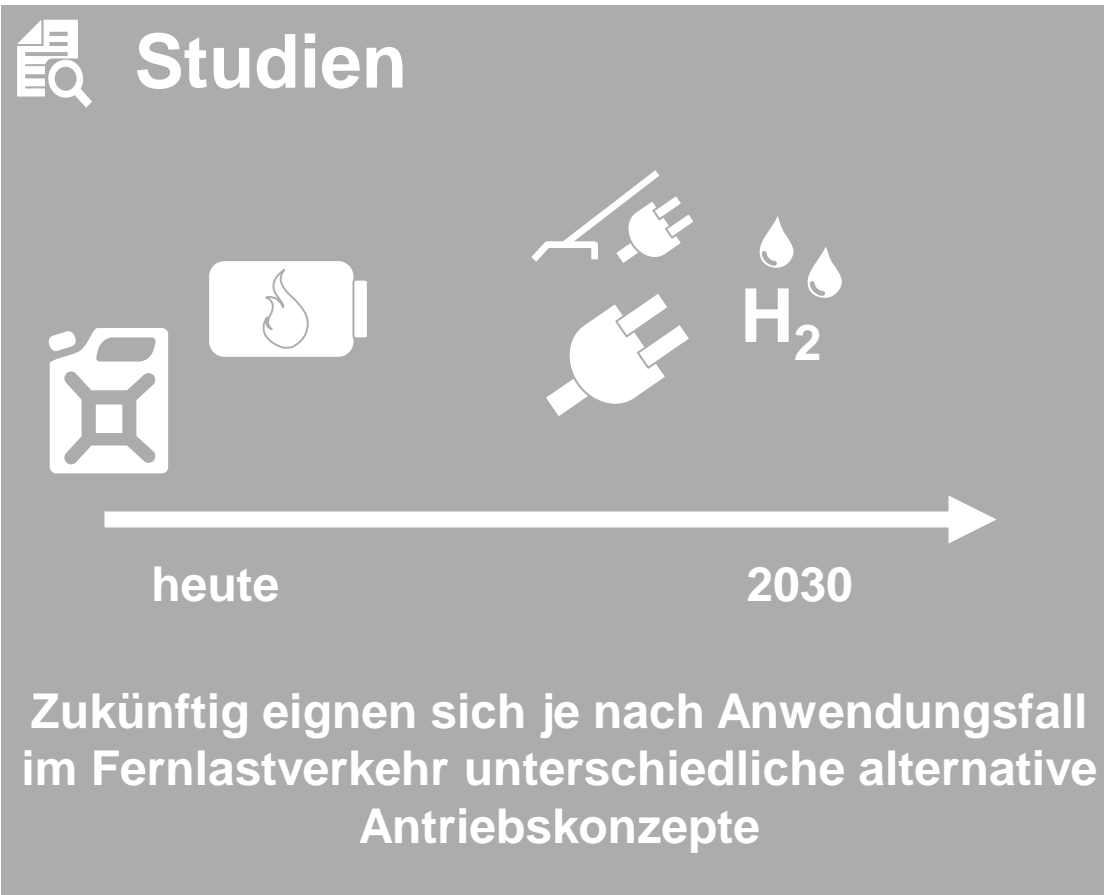 Studien
H₂
heute
2030
Zukünftig eignen sich je nach Anwendungsfall
im Fernlastverkehr unterschiedliche alternative
Antriebskonzepte